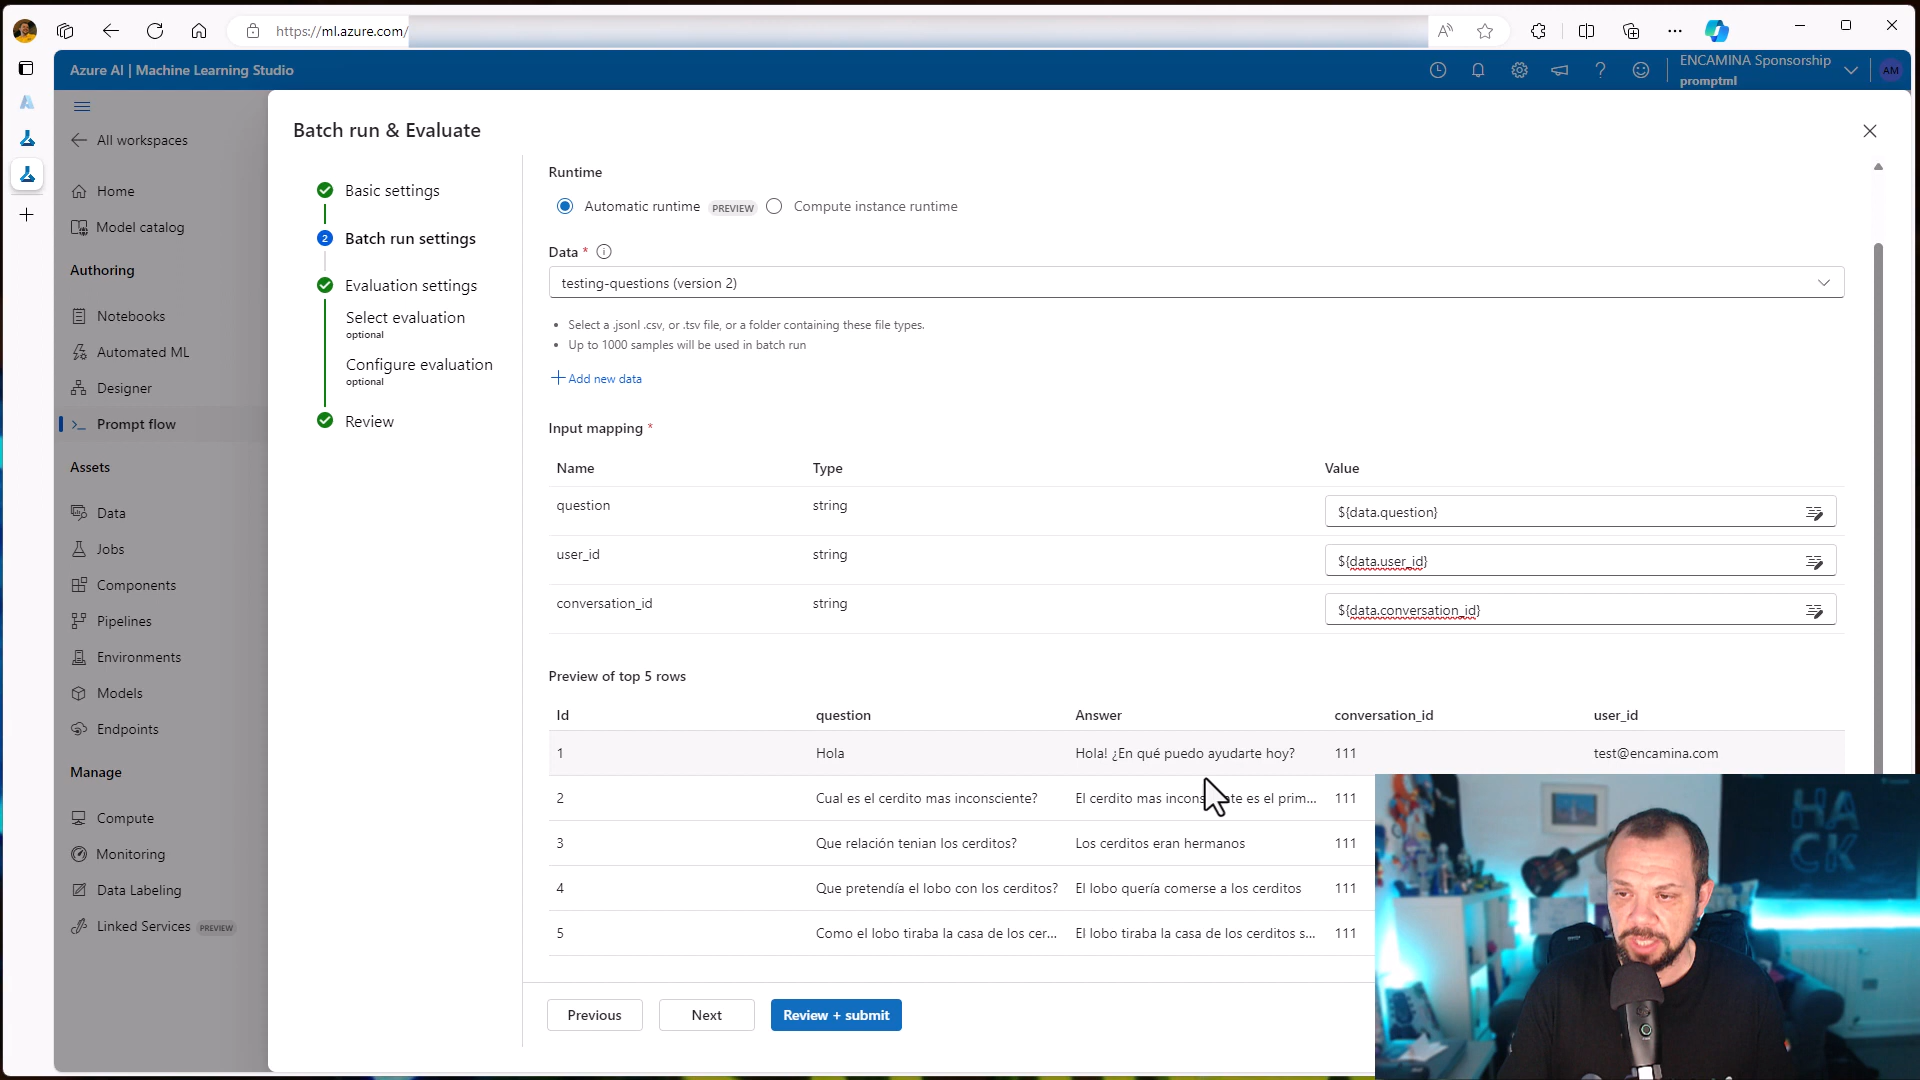 https://ml.azure.com/
Azure AI | Machine Learning Studio
ENCAMINA Sponsorship
promptml
AM
All workspaces
Home
Model catalog
Authoring
Notebooks
Automated ML
Designer
Prompt flow
Assets
Data
Jobs
Components
Pipelines
Environments
Models
Endpoints
Manage
Compute
Monitoring
Data Labeling
Linked Services PREVIEW
Batch run & Evaluate
Basic settings
2 Batch run settings
Evaluation settings
Select evaluation
optional
Configure evaluation
optional
Review
Runtime
Automatic runtime PREVIEW Compute instance runtime
Data *
testing-questions (version 2)
• Select a .jsonl .csv, or .tsv file, or a folder containing these file types.
• Up to 1000 samples will be used in batch run
Add new data
Input mapping *
Name Type Value
question string ${data.question}
user_id string ${data.user_id}
conversation_id string ${data.conversation_id}
Preview of top 5 rows
Id question Answer conversation_id user_id
1 Hola Hola! ¿En qué puedo ayudarte hoy? 111 test@encamina.com
2 Cual es el cerdito mas inconsciente? El cerdito mas es el prim... 111
3 Que relación tenian los cerditos? Los cerditos eran hermanos 111
4 Que pretendía el lobo con los cerditos? El lobo quería comerse a los cerditos 111
5 Como el lobo tiraba la casa de los cer... El lobo tiraba la casa de los cerditos s... 111
Previous Next Review + submit
HA
CK